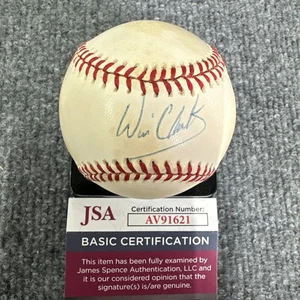 Will Clark
JSA
Certification Number:
AV91621
BASIC CERTIFICATION
This item has been fully examined by
James Spence Authentication, LLC and
it is our considered opinion that the
signature(s) is/are genuine.